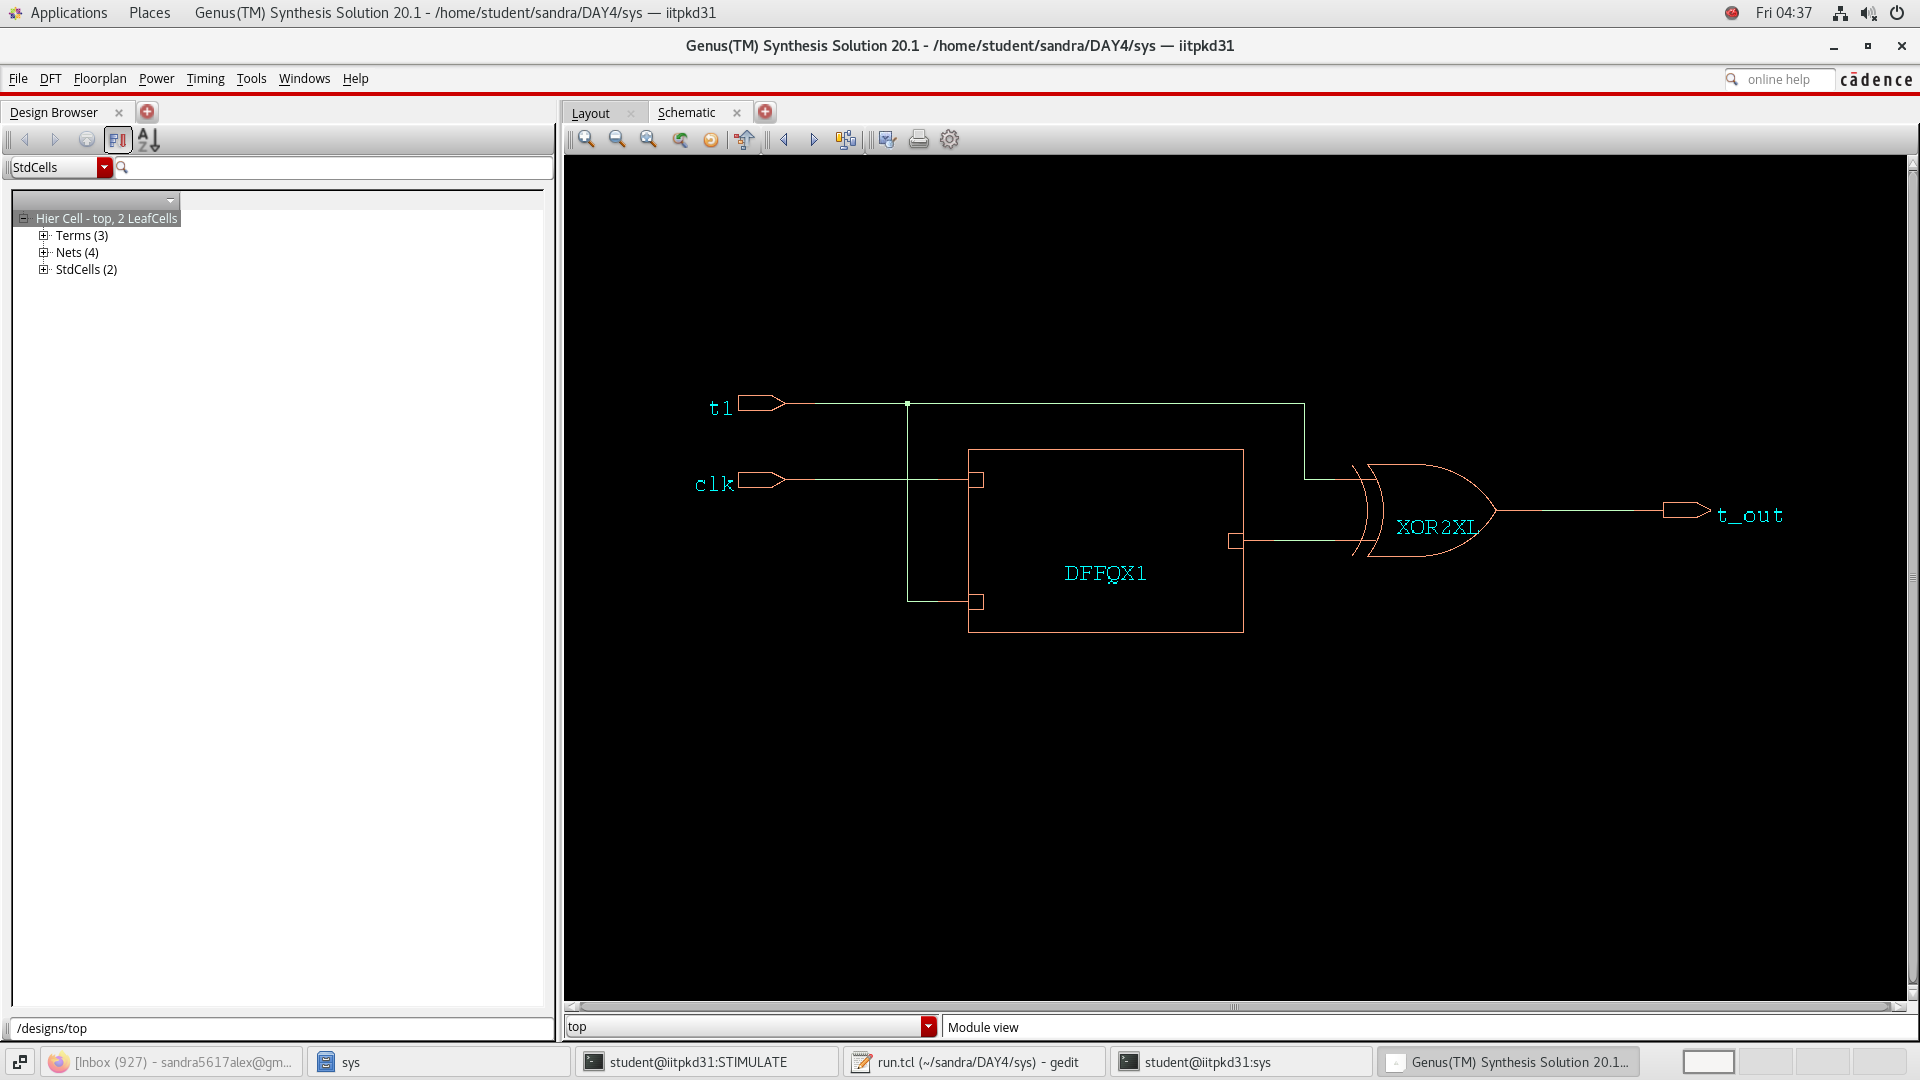 Applications Places Genus(TM) Synthesis Solution 20.1 - /home/student/sandra/DAY4/sys — iitpkd31 Fri 04:37
Genus(TM) Synthesis Solution 20.1 - /home/student/sandra/DAY4/sys — iitpkd31
File DFT Floorplan Power Timing Tools Windows Help online help cādence
Design Browser
Layout Schematic
StdCells
Hier Cell - top, 2 LeafCells
Terms (3)
Nets (4)
StdCells (2)
t1
clk
XOR2XL
t_out
DFFQX1
/designs/top
top Module view
[Inbox (927) - sandra5617alex@gm... sys student@iitpkd31:STIMULATE run.tcl (~/sandra/DAY4/sys) - gedit student@iitpkd31:sys Genus(TM) Synthesis Solution 20.1...